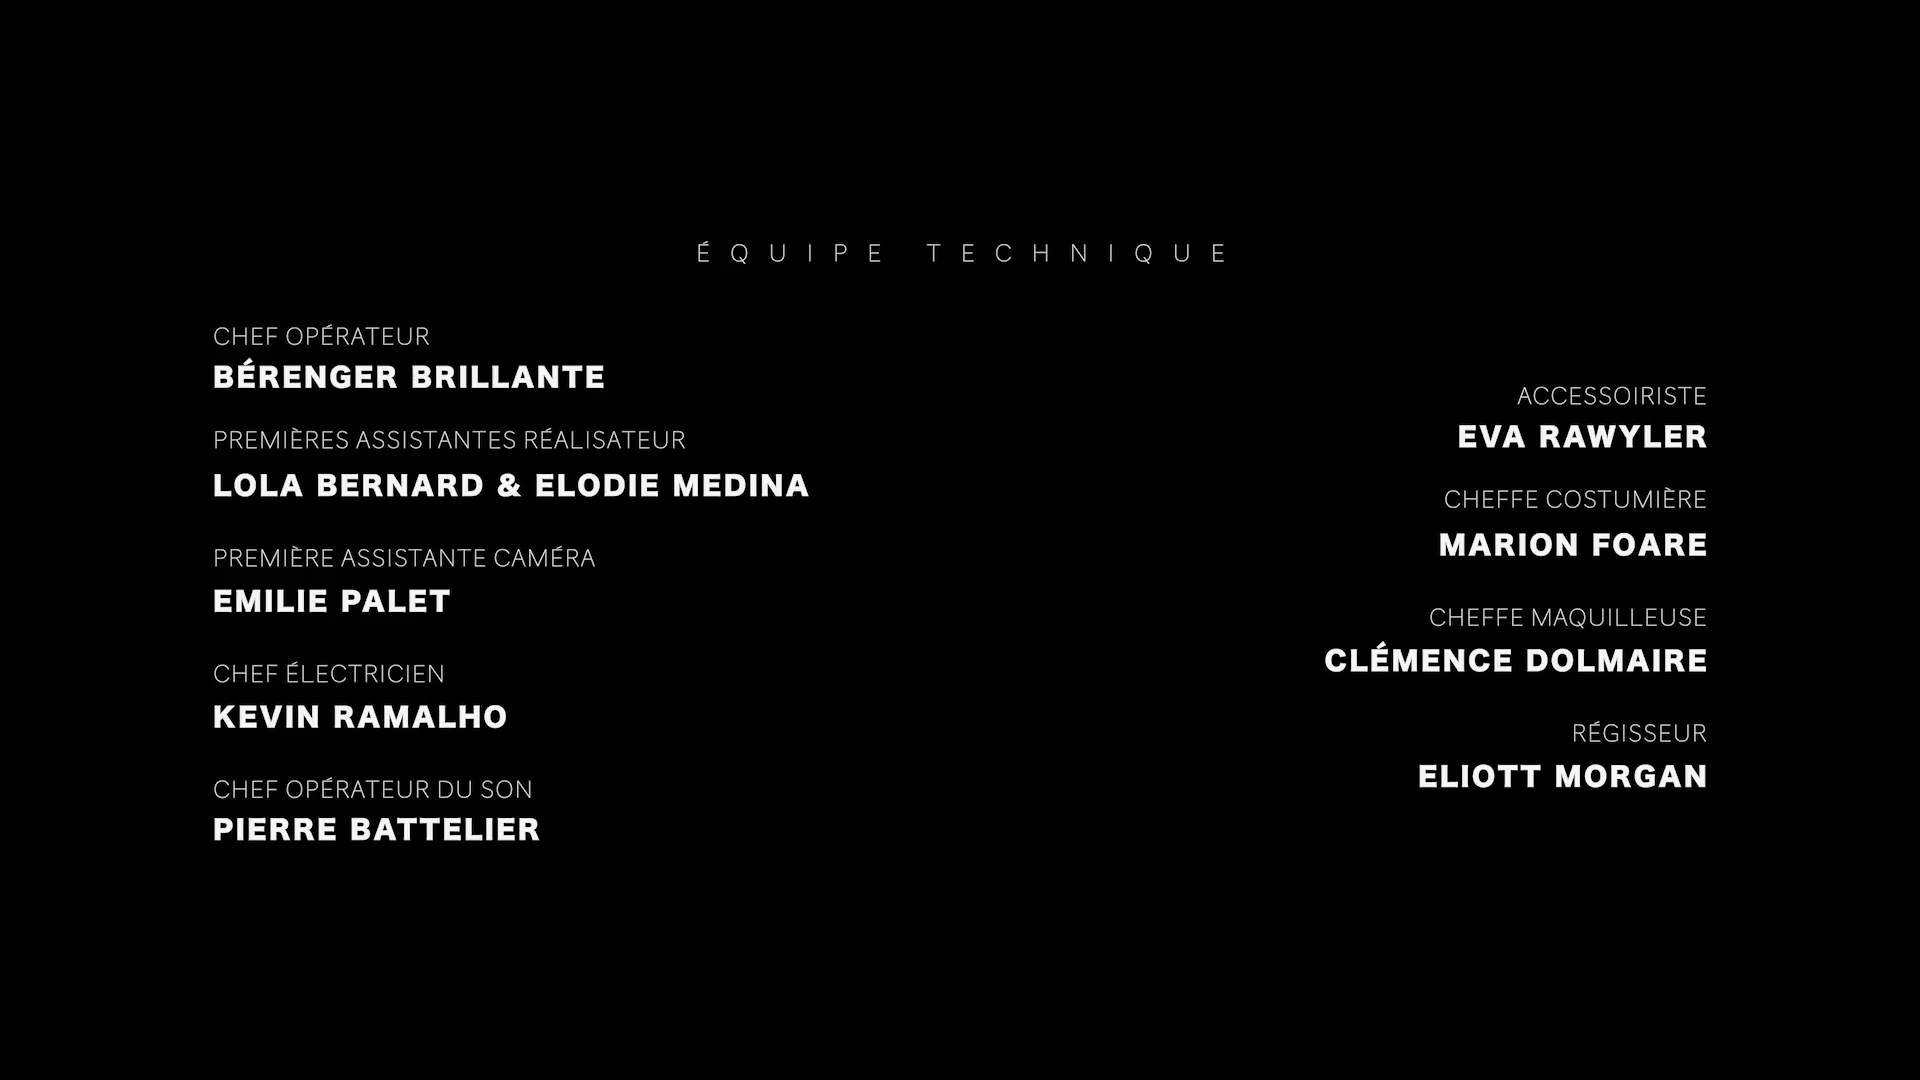 ÉQUIPE TECHNIQUE
CHEF OPÉRATEUR
BÉRENGER BRILLANTE
PREMIÈRES ASSISTANTES RÉALISATEUR
LOLA BERNARD & ELODIE MEDINA
PREMIÈRE ASSISTANTE CAMÉRA
EMILIE PALET
CHEF ÉLECTRICIEN
KEVIN RAMALHO
CHEF OPÉRATEUR DU SON
PIERRE BATTELIER
ACCESSOIRISTE
EVA RAWYLER
CHEFFE COSTUMIÈRE
MARION FOARE
CHEFFE MAQUILLEUSE
CLÉMENCE DOLMAIRE
RÉGISSEUR
ELIOTT MORGAN